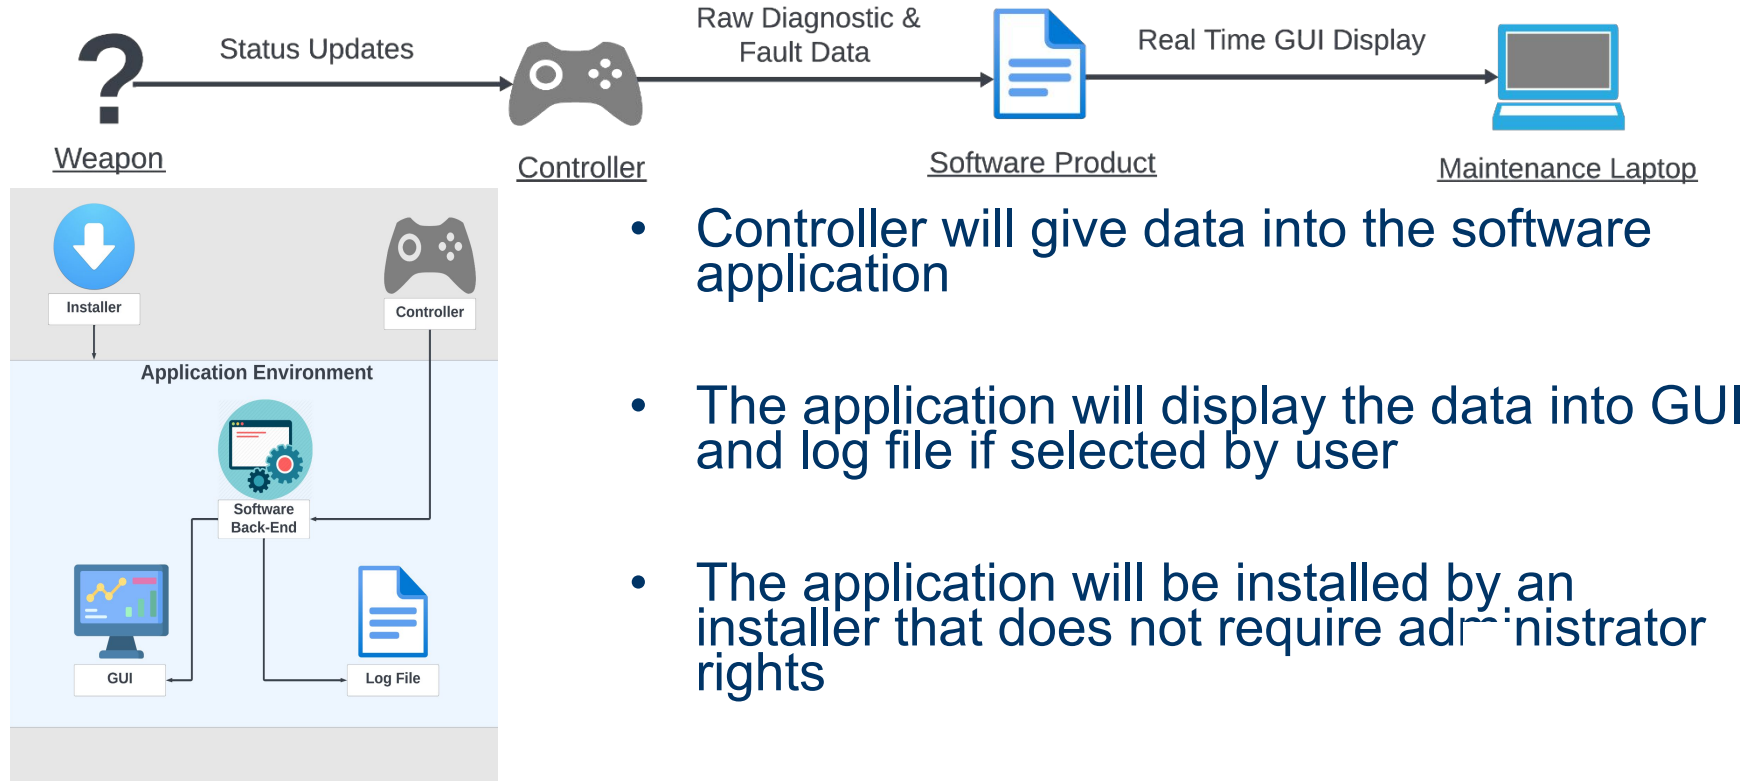 Status Updates
Raw Diagnostic &
Fault Data
Real Time GUI Display
?
Weapon
Controller
Software Product
Maintenance Laptop
Installer
Controller
Application Environment
Software
Back-End
GUI
Log File
• Controller will give data into the software
application
• The application will display the data into GUI
and log file if selected by user
• The application will be installed by an
installer that does not require administrator
rights